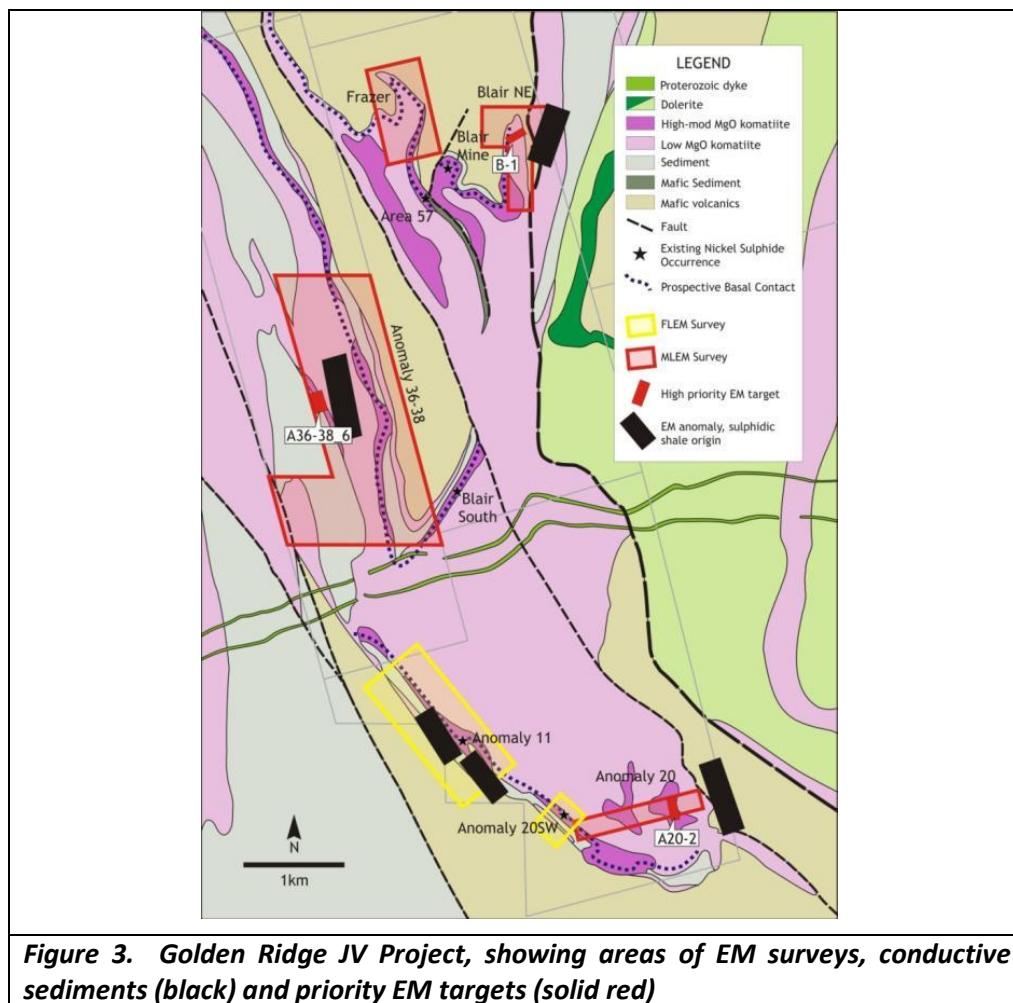 LEGEND
Proterozoic dyke
Dolerite
High-mod MgO komatiite
Low MgO komatiite
Sediment
Mafic Sediment
Mafic volcanics
Fault
Existing Nickel Sulphide
Occurrence
Prospective Basal Contact
FLEM Survey
MLEM Survey
High priority EM target
EM anomaly, sulphidic
shale origin
Frazer
Blair NE
Blair
Mine
B-1
Area 57
Anomaly 36-38
A36-38_6
Blair
South
Anomaly 11
Anomaly 20
Anomaly 20SW
A20-2
N
1km
Figure 3. Golden Ridge JV Project, showing areas of EM surveys, conductive
sediments (black) and priority EM targets (solid red)